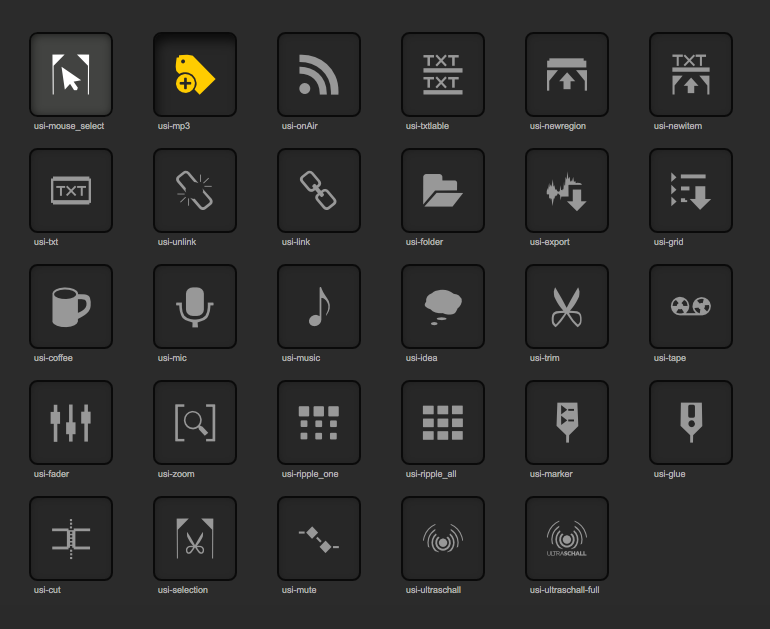 TXT
TXT
TXT
usi-mouse_select usi-mp3 usi-onAir usi-txtlable usi-newregion usi-newitem
TXT
usi-txt usi-unlink usi-link usi-folder usi-export usi-grid
usi-coffee usi-mic usi-music usi-idea usi-trim usi-tape
usi-fader usi-zoom usi-ripple_one usi-ripple_all usi-marker usi-glue
ULTRASCHALL
usi-cut usi-selection usi-mute usi-ultraschall usi-ultraschall-full